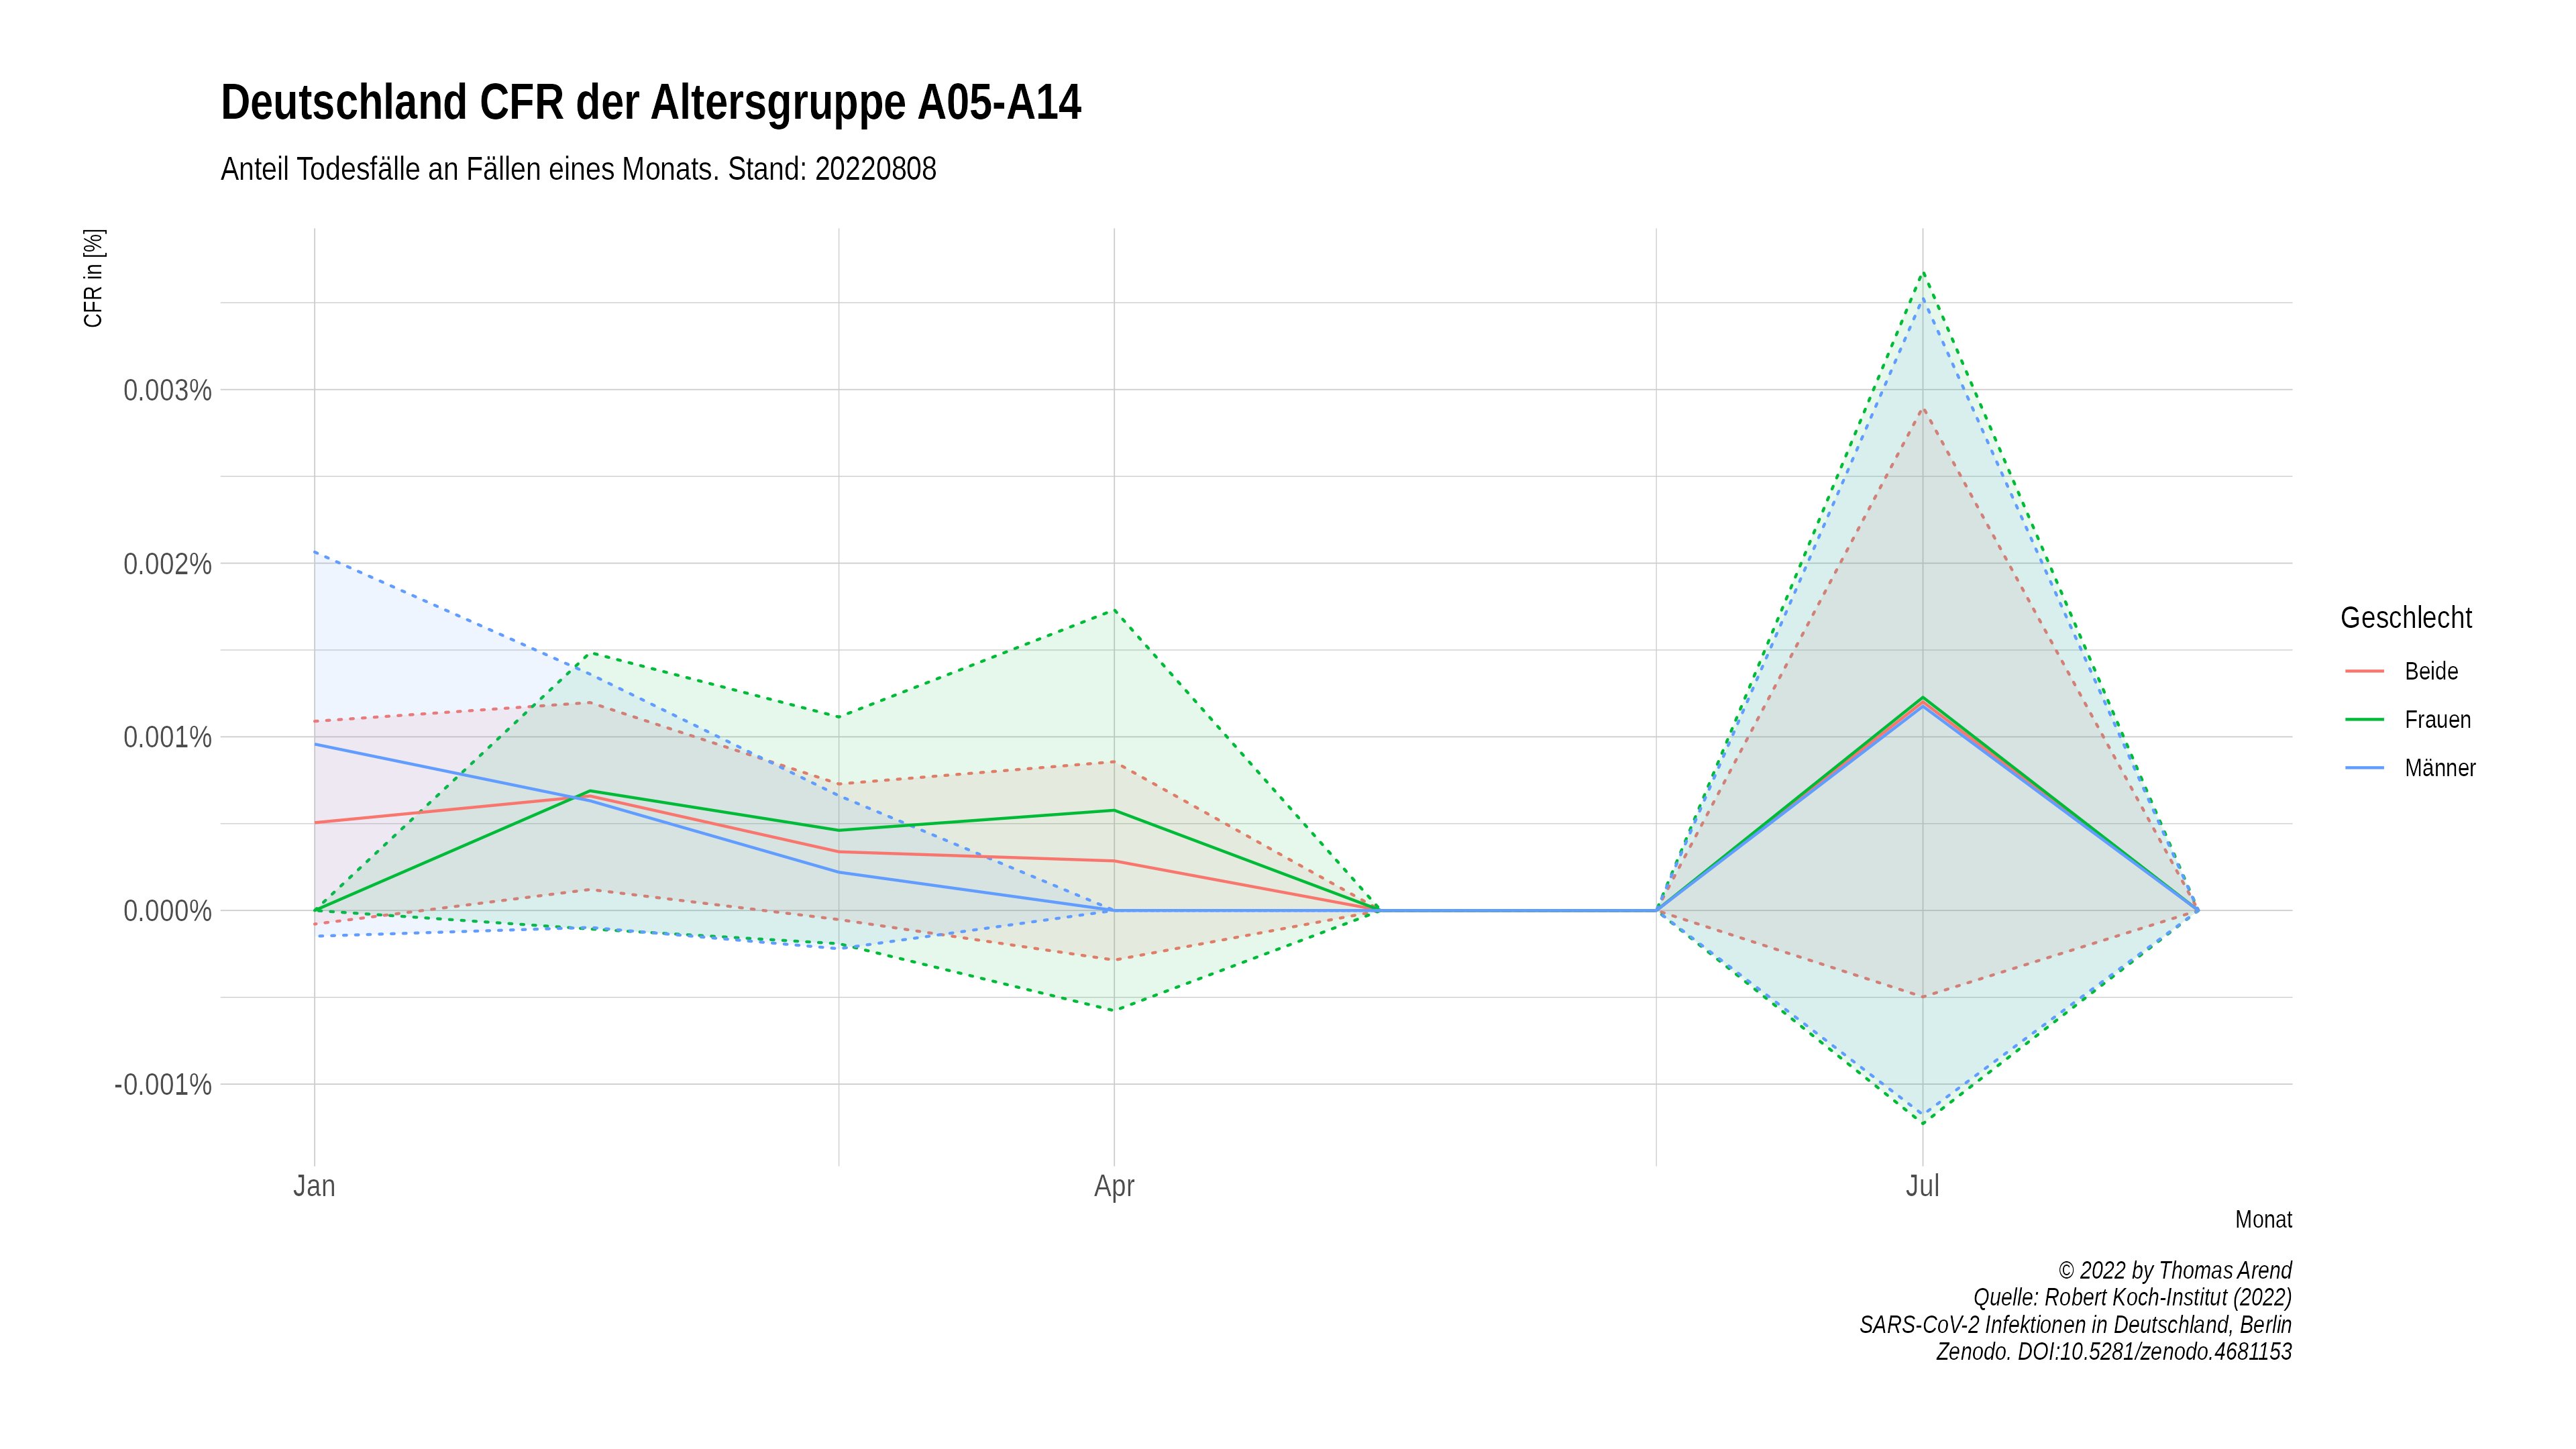 Deutschland CFR der Altersgruppe A05-A14
Anteil Todesfälle an Fällen eines Monats. Stand: 20220808
CFR in [%]
0.003%
0.002%
0.001%
0.000%
-0.001%
Jan
Apr
Jul
Monat
Geschlecht
Beide
Frauen
Männer
© 2022 by Thomas Arend
Quelle: Robert Koch-Institut (2022)
SARS-CoV-2 Infektionen in Deutschland, Berlin
Zenodo. DOI:10.5281/zenodo.4681153